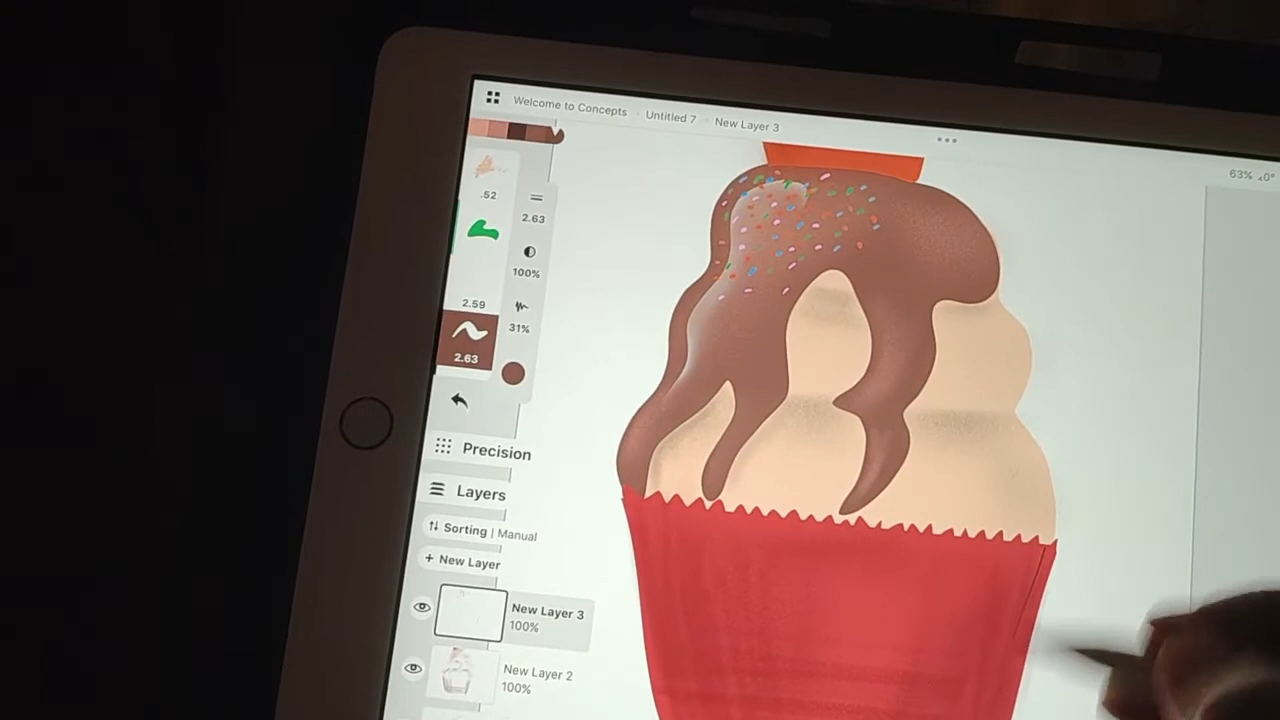 Welcome to Concepts Untitled 7 New Layer 3
63% ⊿0°
.52
2.63
100%
2.59
31%
2.63
Precision
Layers
Sorting | Manual
+ New Layer
New Layer 3
100%
New Layer 2
100%